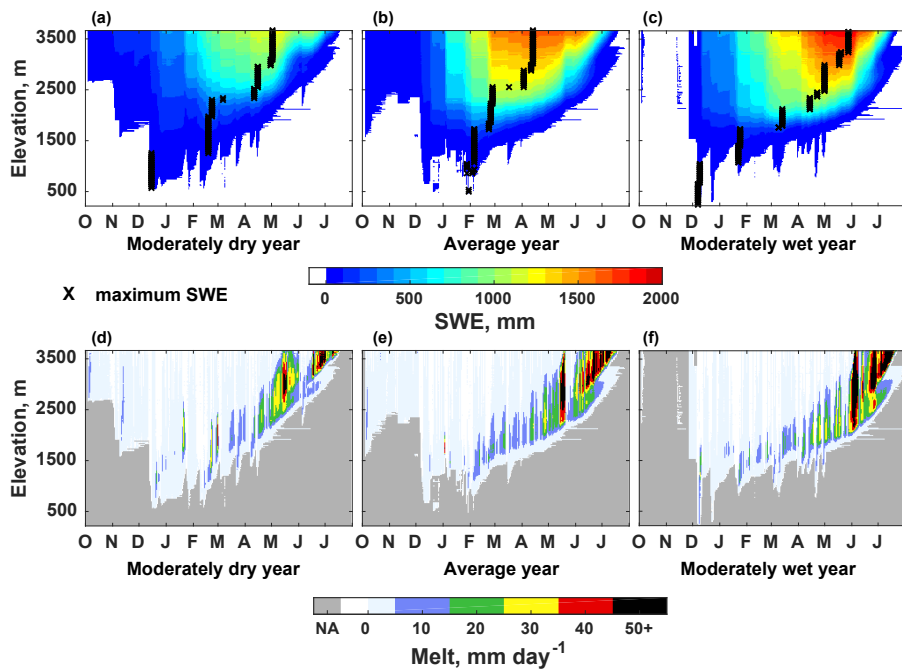 (a) (b) (c)
Elevation, m
3500
2500
1500
500
O N D J F M A M J J
O N D J F M A M J J
O N D J F M A M J J
Moderately dry year Average year Moderately wet year
X maximum SWE
0 500 1000 1500 2000
SWE, mm
(d) (e) (f)
Elevation, m
3500
2500
1500
500
O N D J F M A M J J
O N D J F M A M J J
O N D J F M A M J J
Moderately dry year Average year Moderately wet year
NA 0 10 20 30 40 50+
Melt, mm day⁻¹